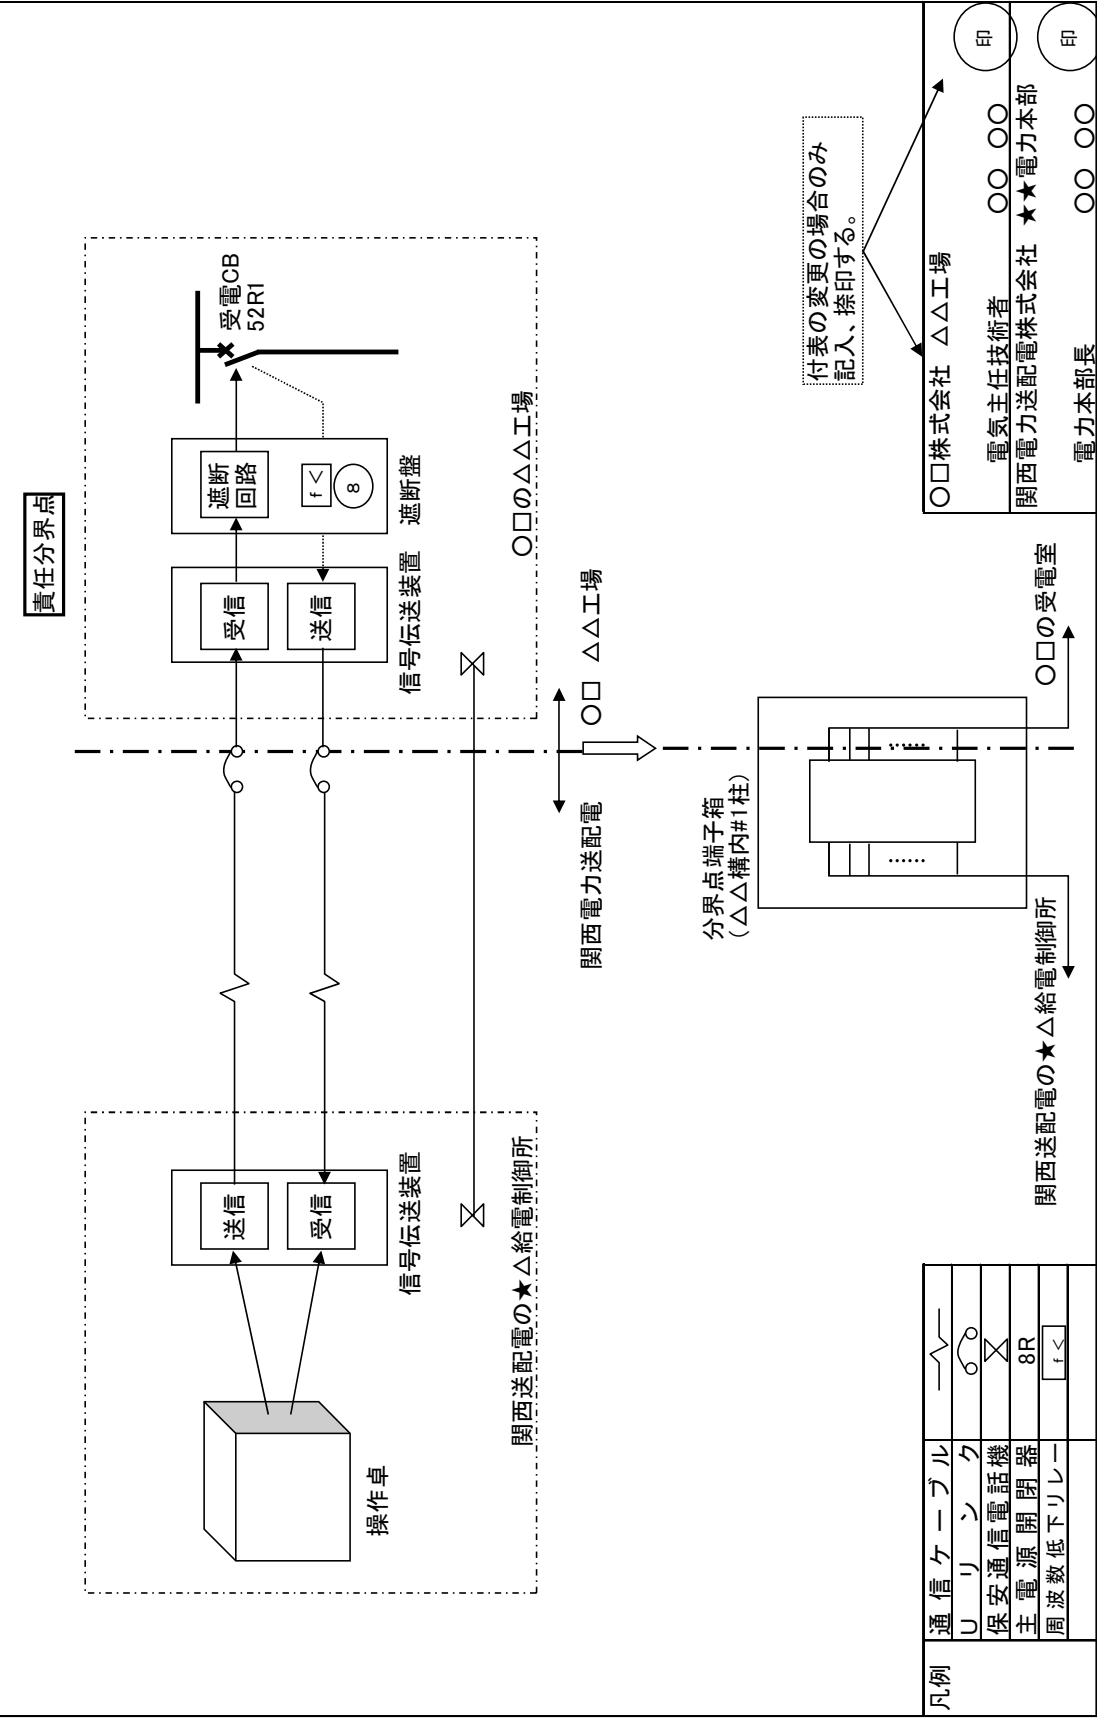 責任分界点
操作卓
送信
受信
信号伝送装置
関西送配電の★△給電制御所
受信
送信
信号伝送装置
遮断
回路
f <
8
遮断盤
受電CB
52R1
○□の△△工場
関西電力送配電
○□ △△工場
分界点端子箱
(△△構内#1柱)
……
……
関西送配電の★△給電制御所
○□の受電室
付表の変更の場合のみ
記入、捺印する。
凡例
通信ケーブル
Uリンク
保安通信電話機
主電源開閉器 8R
周波数低下リレー f <
○□株式会社 △△工場
電気主任技術者 ○○ ○○ 印
関西電力送配電株式会社 ★★電力本部
電力本部長 ○○ ○○ 印